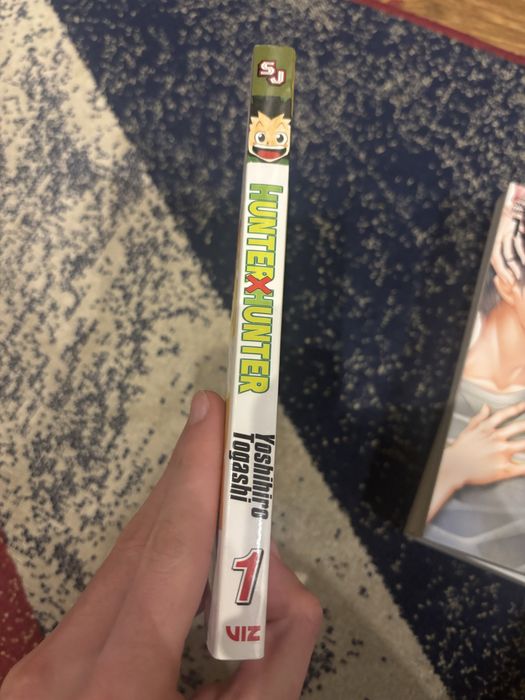 SJ
HUNTER×HUNTER
Yoshihiro
Togashi
1
VIZ